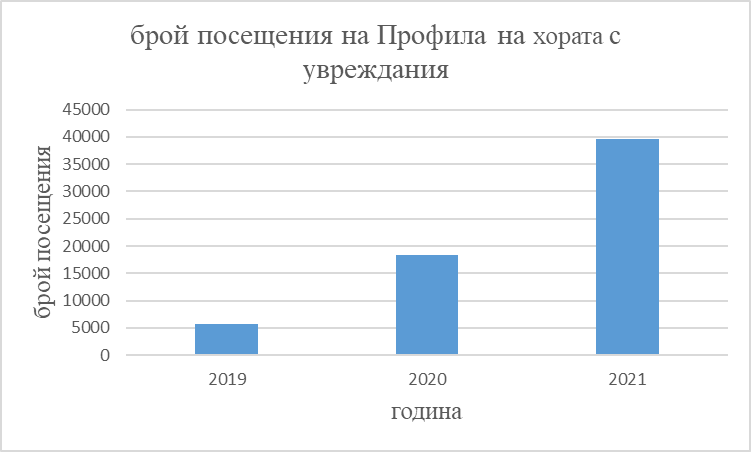 брой посещения на Профила на хората с
увреждания
45000
40000
35000
30000
25000
20000
15000
10000
5000
0
брой посещения
2019 2020 2021
година